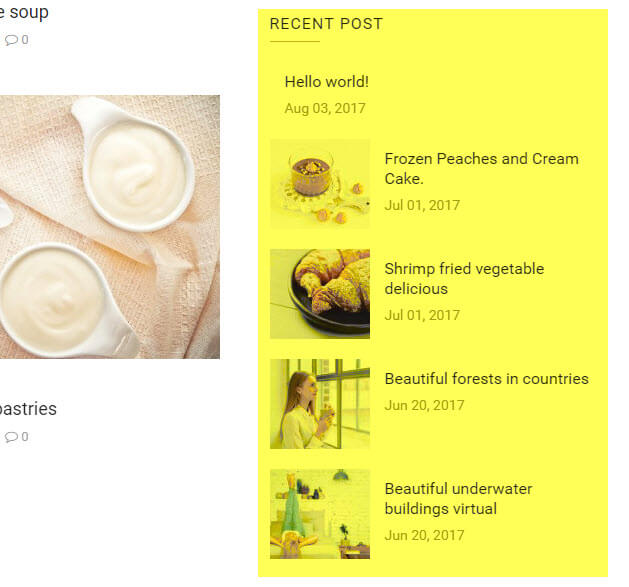 e soup
0
pastries
0
RECENT POST
Hello world!
Aug 03, 2017
Frozen Peaches and Cream
Cake.
Jul 01, 2017
Shrimp fried vegetable
delicious
Jul 01, 2017
Beautiful forests in countries
Jun 20, 2017
Beautiful underwater
buildings virtual
Jun 20, 2017